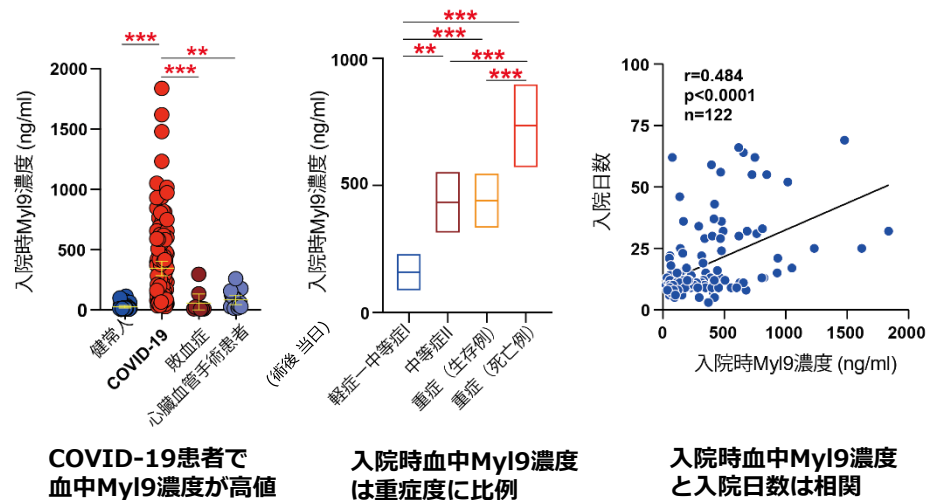 ***
***
**
入院時Myl9濃度 (ng/ml)
2000
1500
1000
500
0
健常人
COVID-19
敗血症
心臓血管手術患者
(術後 当日)
COVID-19患者で
血中Myl9濃度が高値
***
***
**
***
***
入院時Myl9濃度 (ng/ml)
1000
500
0
軽症ー中等症I
中等症II
重症（生存例）
重症（死亡例）
入院時血中Myl9濃度
は重症度に比例
r=0.484
p<0.0001
n=122
入院日数
100
75
50
25
0
0
500
1000
1500
2000
入院時Myl9濃度 (ng/ml)
入院時血中Myl9濃度
と入院日数は相関